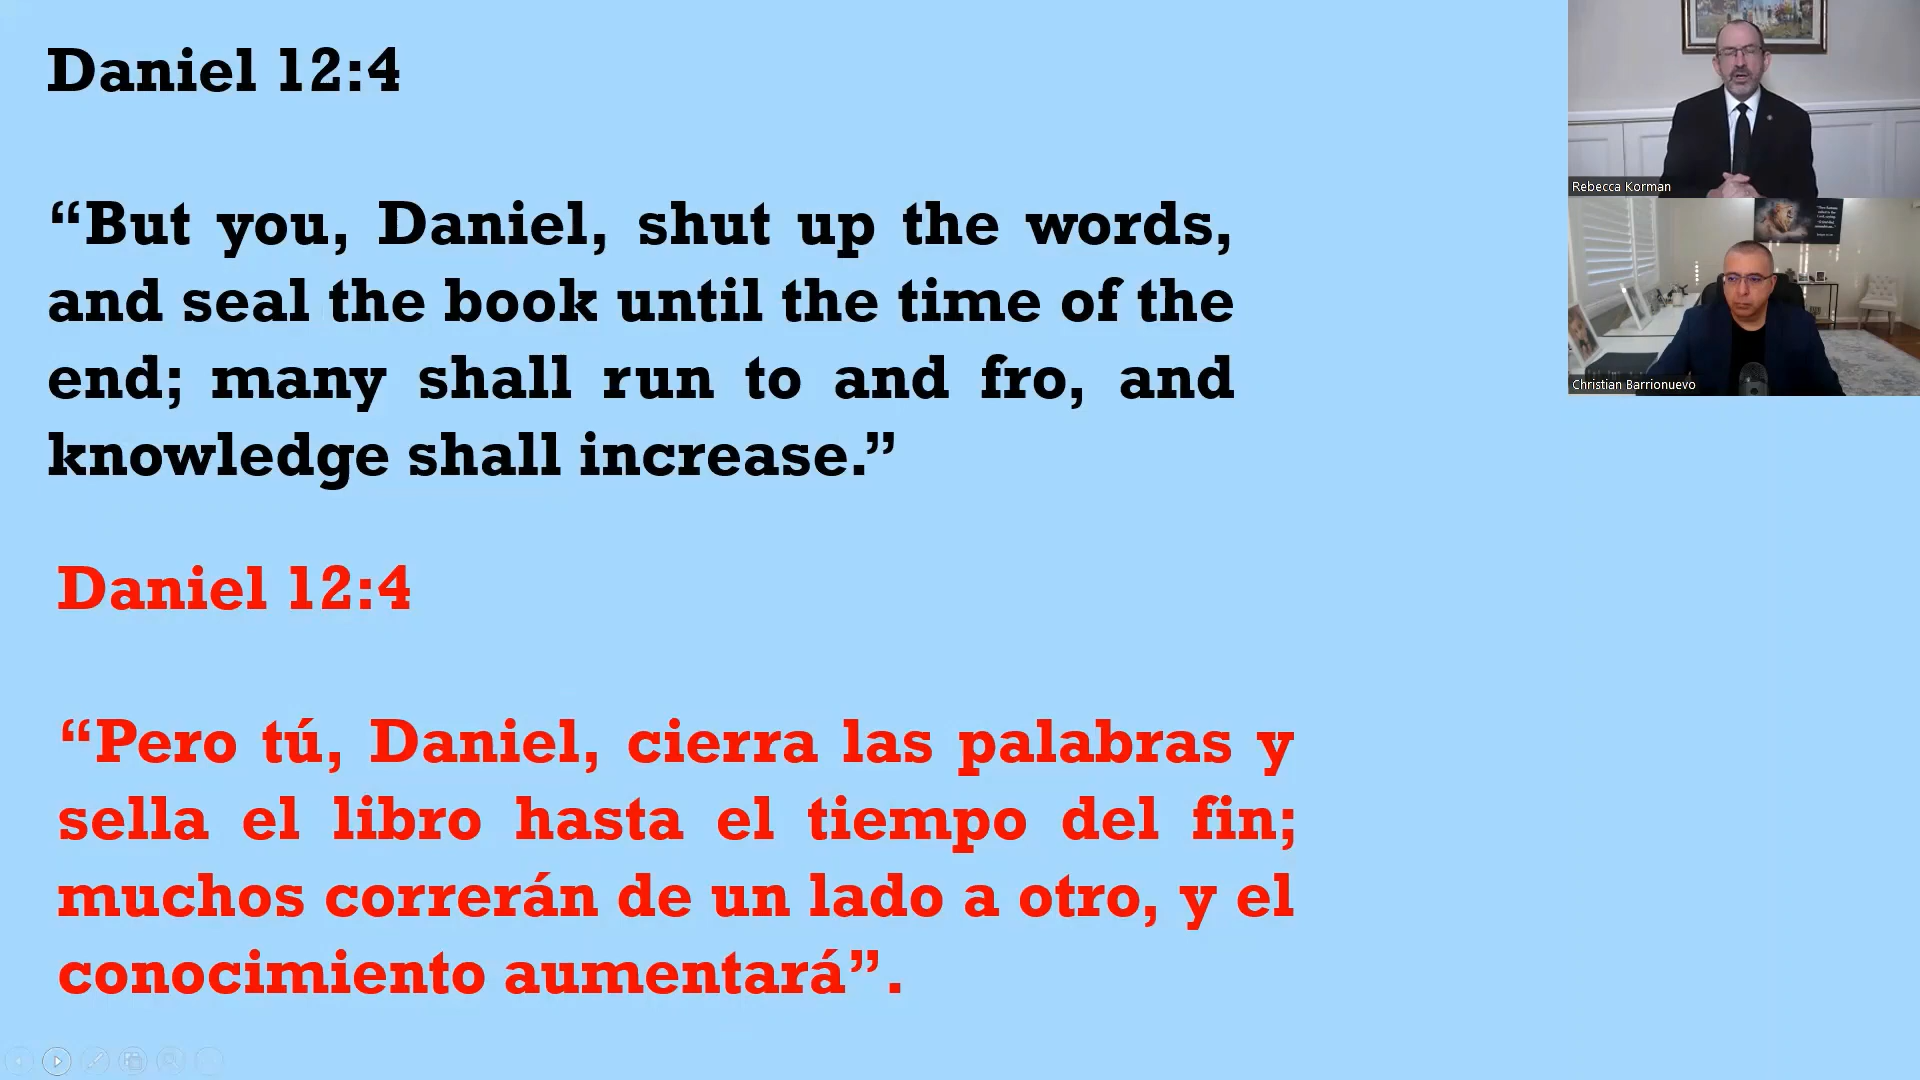 Daniel 12:4
“But you, Daniel, shut up the words,
and seal the book until the time of the
end; many shall run to and fro, and
knowledge shall increase.”
Daniel 12:4
“Pero tú, Daniel, cierra las palabras y
sella el libro hasta el tiempo del fin;
muchos correrán de un lado a otro, y el
conocimiento aumentará”.
Rebecca Korman
Christian Barrionuevo